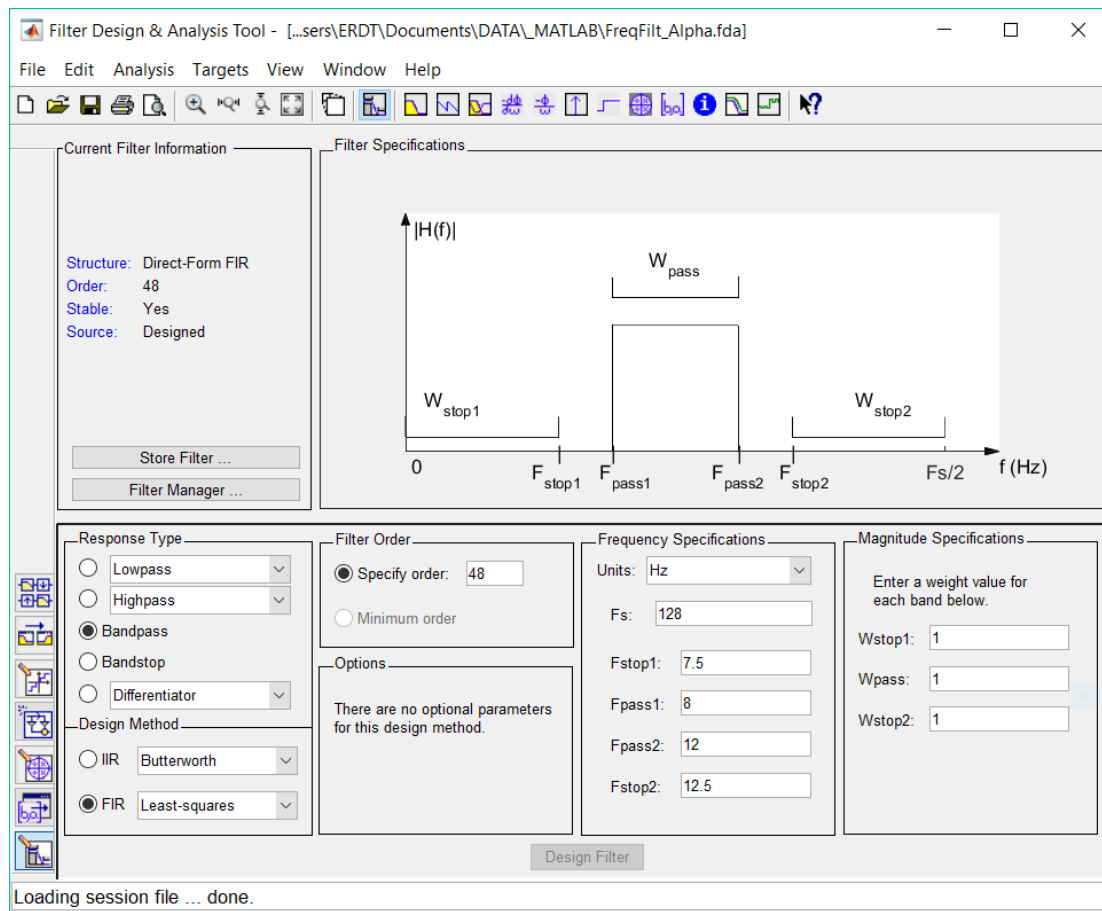 Filter Design & Analysis Tool - [...sers\ERDT\Documents\DATA\_MATLAB\FreqFilt_Alpha.fda]
File Edit Analysis Targets View Window Help
Current Filter Information
Structure: Direct-Form FIR
Order: 48
Stable: Yes
Source: Designed
Store Filter ...
Filter Manager ...
Filter Specifications
|H(f)|
W pass
W stop1
W stop2
0
F stop1
F pass1
F pass2
F stop2
Fs/2
f (Hz)
Response Type
Lowpass
Highpass
Bandpass
Bandstop
Differentiator
Design Method
IIR Butterworth
FIR Least-squares
Filter Order
Specify order: 48
Minimum order
Options
There are no optional parameters
for this design method.
Frequency Specifications
Units: Hz
Fs: 128
Fstop1: 7.5
Fpass1: 8
Fpass2: 12
Fstop2: 12.5
Magnitude Specifications
Enter a weight value for
each band below.
Wstop1: 1
Wpass: 1
Wstop2: 1
Design Filter
Loading session file ... done.